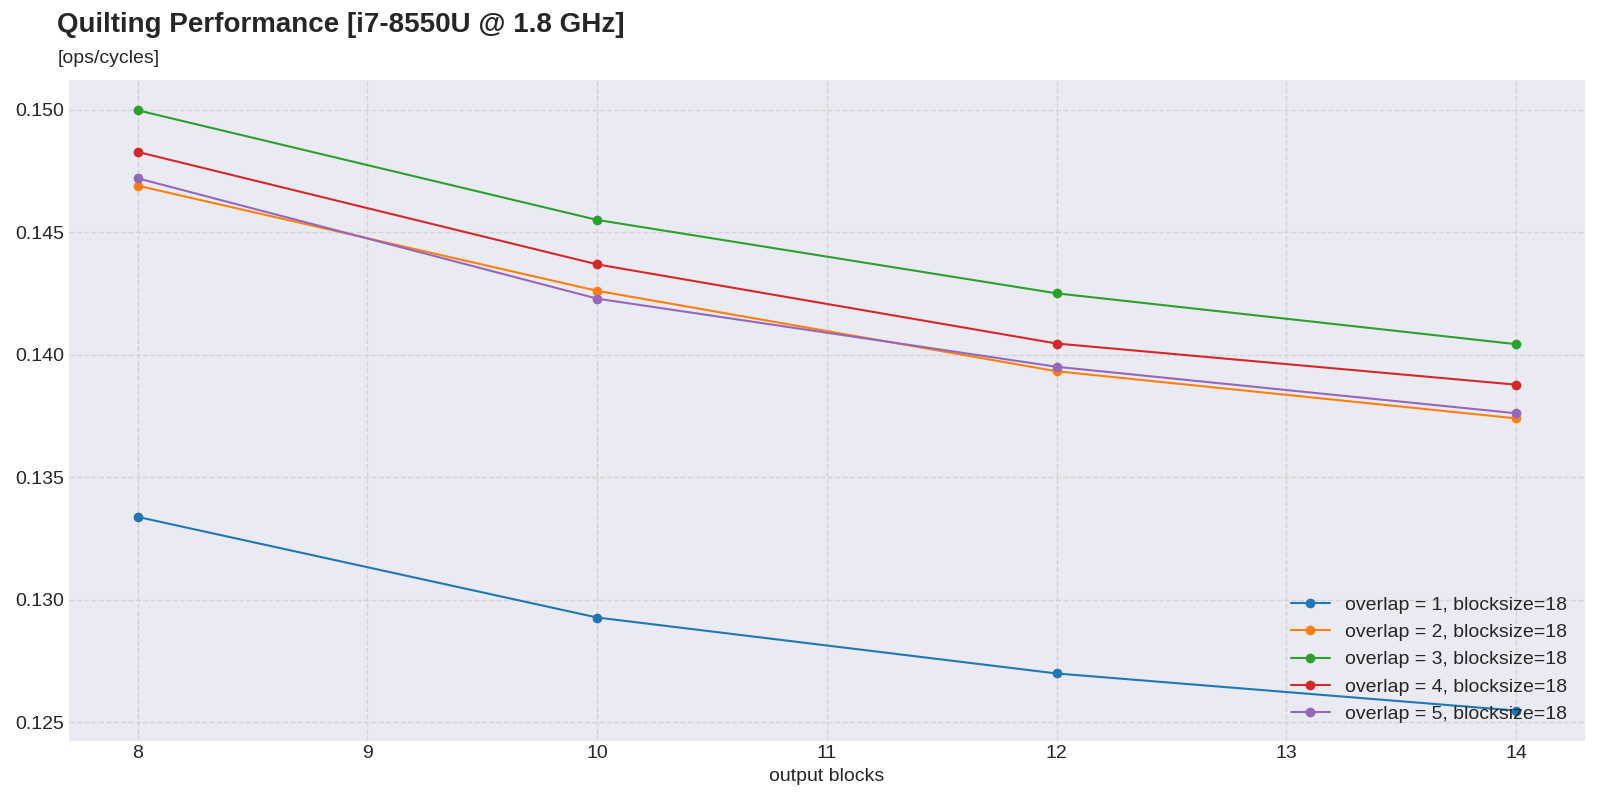 Quilting Performance [i7-8550U @ 1.8 GHz]
[ops/cycles]
0.150
0.145
0.140
0.135
0.130
0.125
8 9 10 11 12 13 14
output blocks
overlap = 1, blocksize=18
overlap = 2, blocksize=18
overlap = 3, blocksize=18
overlap = 4, blocksize=18
overlap = 5, blocksize=18